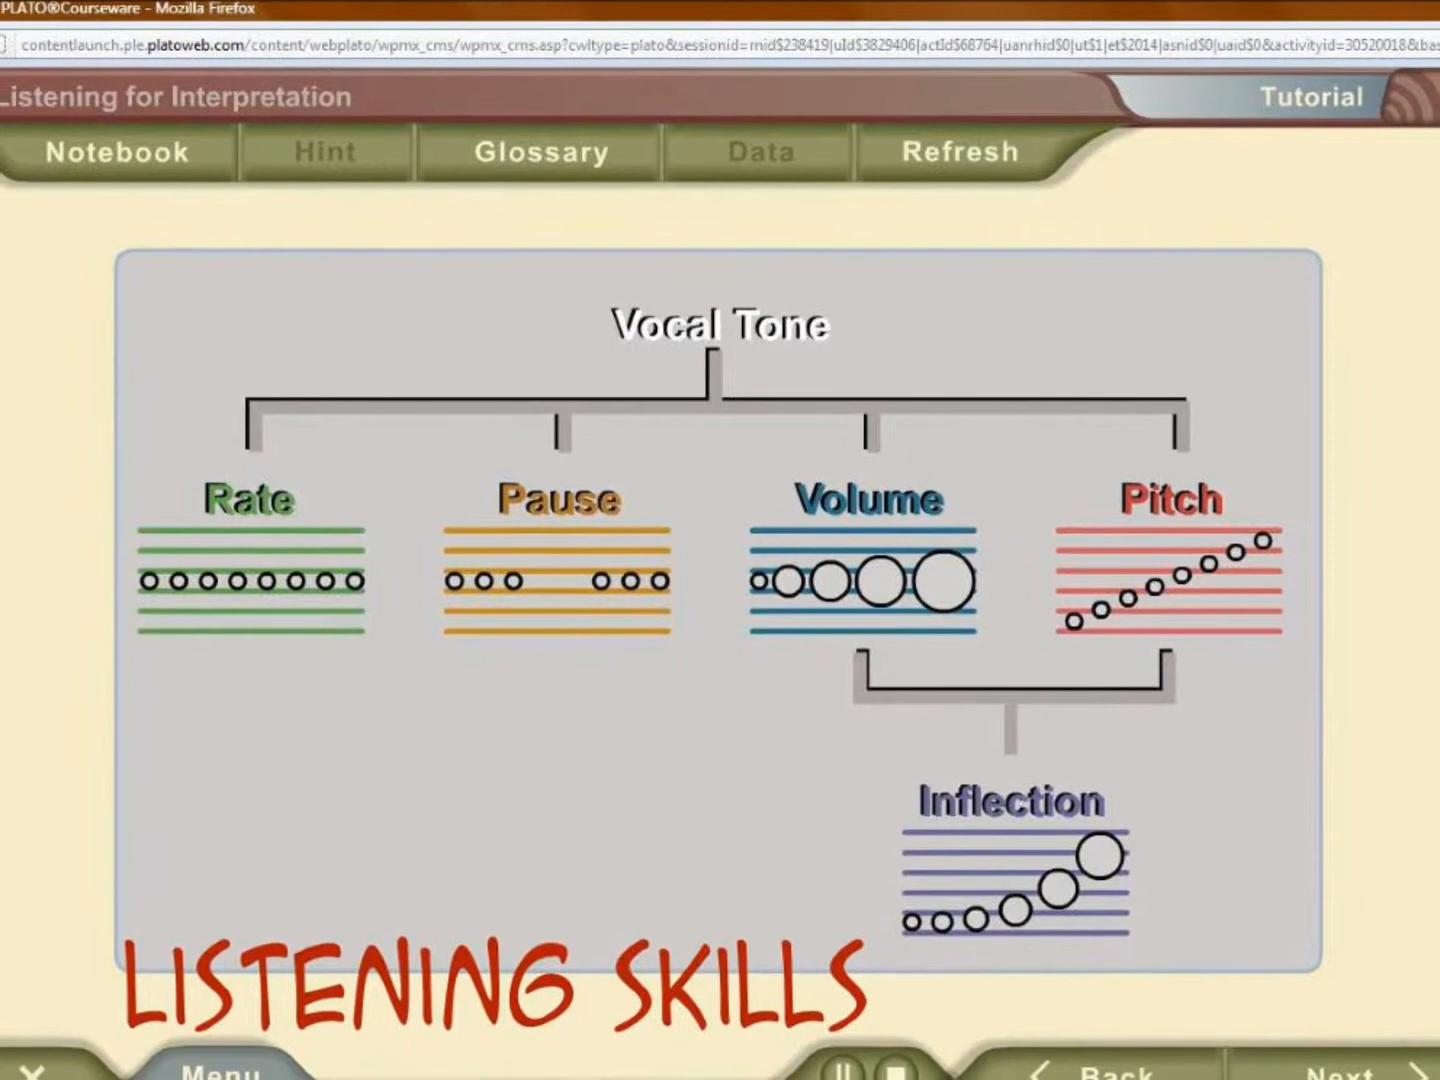 PLATO®Courseware - Mozilla Firefox
contentlaunch.ple.platoweb.com/content/webplato/wpmx_cms/wpmx_cms.asp?cwltype=plato&sessionid=mid$238419|uId$3829406|actId$68764|uanrhid$0|ut$1|et$2014|asnid$0|uaid$0&activityid=30520018&bas
Listening for Interpretation
Tutorial
Notebook Hint Glossary Data Refresh
Vocal Tone
Rate Pause Volume Pitch
Inflection
LISTENING SKILLS
Menu Back Next